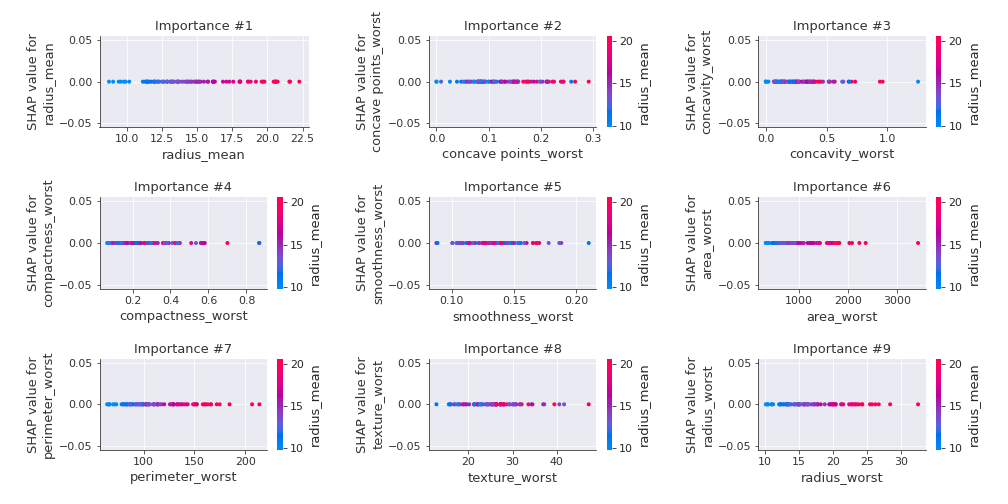 Importance #1
SHAP value for
radius_mean
0.05
0.00
−0.05
10.0 12.5 15.0 17.5 20.0 22.5
radius_mean
Importance #2
SHAP value for
concave points_worst
0.05
0.00
−0.05
0.0 0.1 0.2 0.3
concave points_worst
20
15
10
radius_mean
Importance #3
SHAP value for
concavity_worst
0.05
0.00
−0.05
0.0 0.5 1.0
concavity_worst
20
15
10
radius_mean
Importance #4
SHAP value for
compactness_worst
0.05
0.00
−0.05
0.2 0.4 0.6 0.8
compactness_worst
20
15
10
radius_mean
Importance #5
SHAP value for
smoothness_worst
0.05
0.00
−0.05
0.10 0.15 0.20
smoothness_worst
20
15
10
radius_mean
Importance #6
SHAP value for
area_worst
0.05
0.00
−0.05
1000 2000 3000
area_worst
20
15
10
radius_mean
Importance #7
SHAP value for
perimeter_worst
0.05
0.00
−0.05
100 150 200
perimeter_worst
20
15
10
radius_mean
Importance #8
SHAP value for
texture_worst
0.05
0.00
−0.05
20 30 40
texture_worst
20
15
10
radius_mean
Importance #9
SHAP value for
radius_worst
0.05
0.00
−0.05
10 15 20 25 30
radius_worst
20
15
10
radius_mean